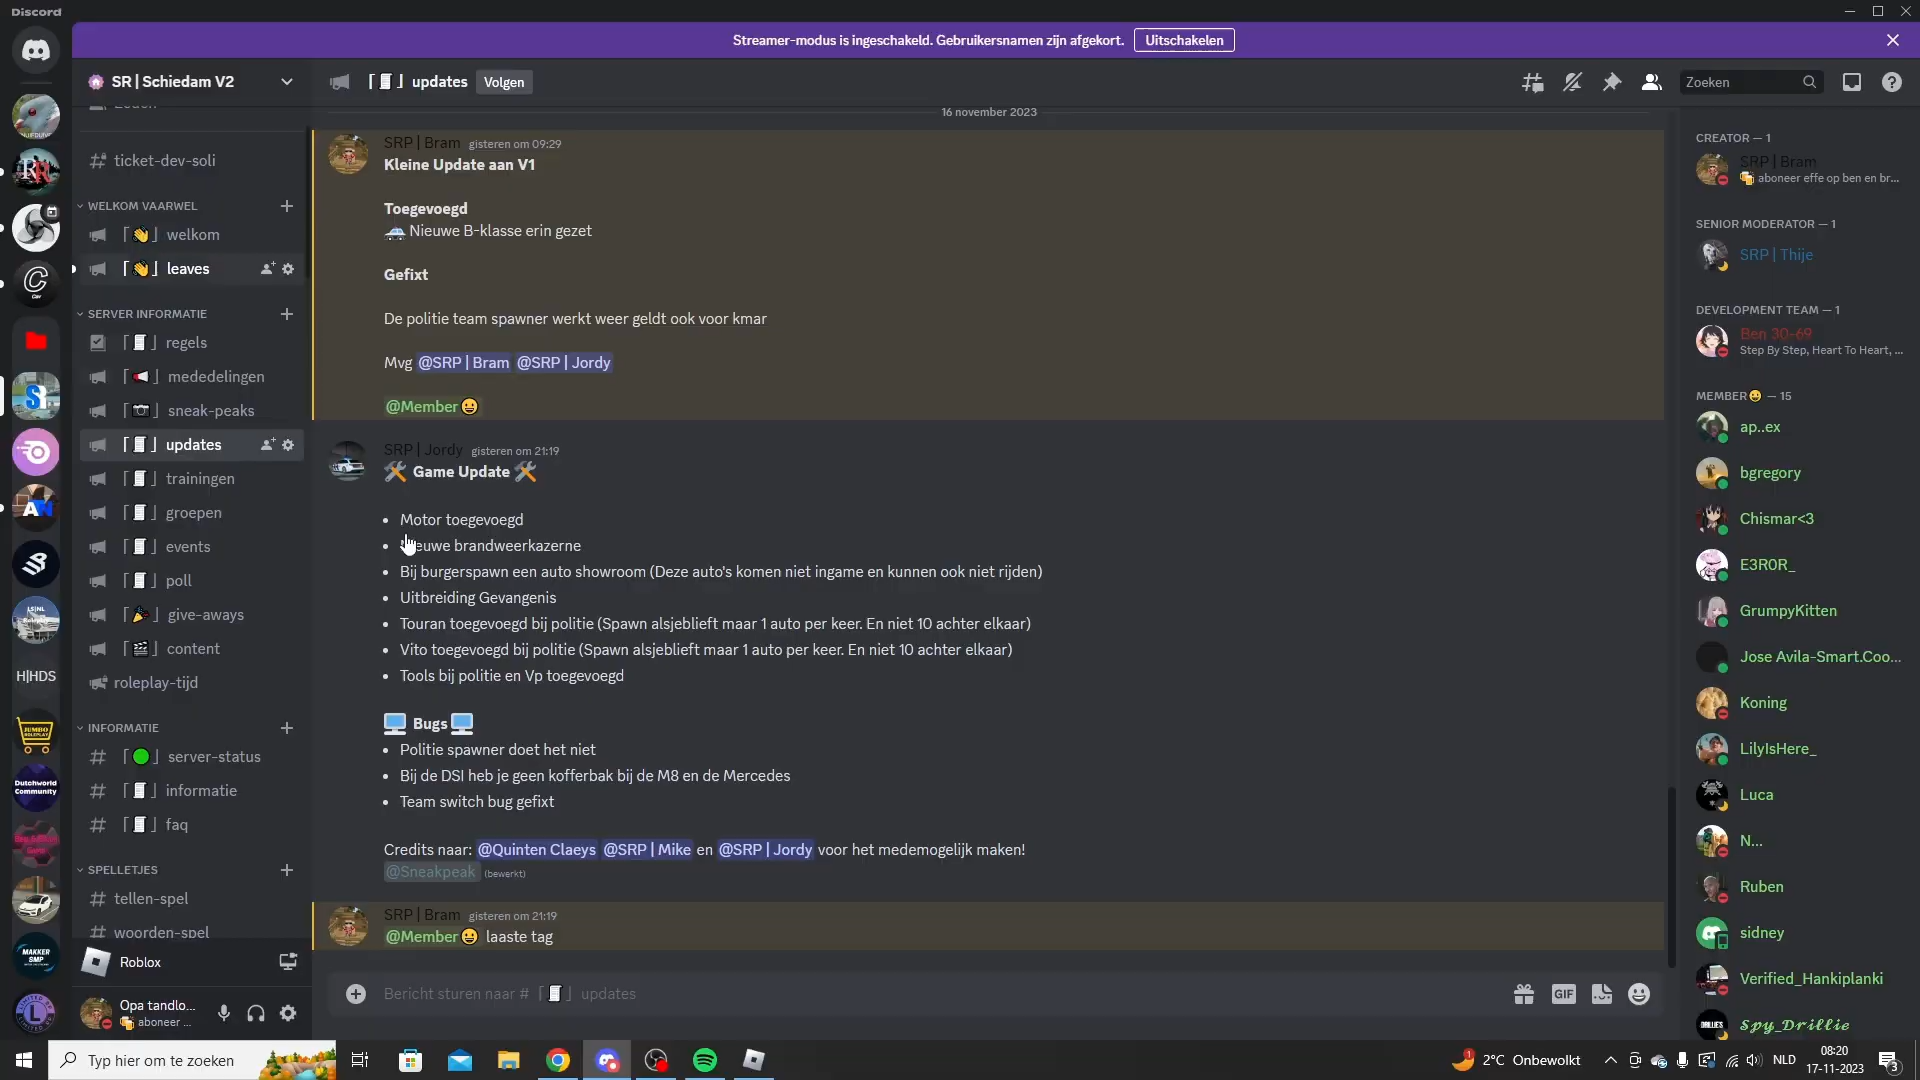 Discord
Streamer-modus is ingeschakeld. Gebruikersnamen zijn afgekort. Uitschakelen
SR | Schiedam V2
ticket-dev-soli
WELKOM VAARWEL
welkom
leaves
SERVER INFORMATIE
regels
mededelingen
sneak-peaks
updates
trainingen
groepen
events
poll
give-aways
content
roleplay-tijd
INFORMATIE
server-status
informatie
faq
SPELLETJES
tellen-spel
woorden-spel
Roblox
Opa tandlo...
aboneer ...
updates Volgen
Zoeken
16 november 2023
SRP | Bram gisteren om 09:29
Kleine Update aan V1
Toegevoegd
Nieuwe B-klasse erin gezet
Gefixt
De politie team spawner werkt weer geldt ook voor kmar
Mvg @SRP | Bram @SRP | Jordy
@Member😀
SRP | Jordy gisteren om 21:19
🛠 Game Update 🛠
• Motor toegevoegd
• euwe brandweerkazerne
• Bij burgerspawn een auto showroom (Deze auto's komen niet ingame en kunnen ook niet rijden)
• Uitbreiding Gevangenis
• Touran toegevoegd bij politie (Spawn alsjeblieft maar 1 auto per keer. En niet 10 achter elkaar)
• Vito toegevoegd bij politie (Spawn alsjeblieft maar 1 auto per keer. En niet 10 achter elkaar)
• Tools bij politie en Vp toegevoegd
🖥 Bugs 🖥
• Politie spawner doet het niet
• Bij de DSI heb je geen kofferbak bij de M8 en de Mercedes
• Team switch bug gefixt
Credits naar: @Quinten Claeys @SRP | Mike en @SRP | Jordy voor het medemogelijk maken!
@Sneakpeak (bewerkt)
SRP | Bram gisteren om 21:19
@Member😀 laaste tag
Bericht sturen naar # updates
GIF
CREATOR — 1
SRP | Bram
aboneer effe op ben en br...
SENIOR MODERATOR — 1
SRP | Thije
DEVELOPMENT TEAM — 1
Ben 30-69
Step By Step, Heart To Heart, ...
MEMBER😀 — 15
ap..ex
bgregory
Chismar<3
E3R0R_
GrumpyKitten
Jose Avila-Smart.Coo...
Koning
LilyIsHere_
Luca
N...
Ruben
sidney
Verified_Hankiplanki
Spy_Drillie
H|HDS
JUMBO
Dutchworld
Community
MAKKER
SMP
Typ hier om te zoeken
2°C Onbewolkt
NLD
08:20
17-11-2023
3